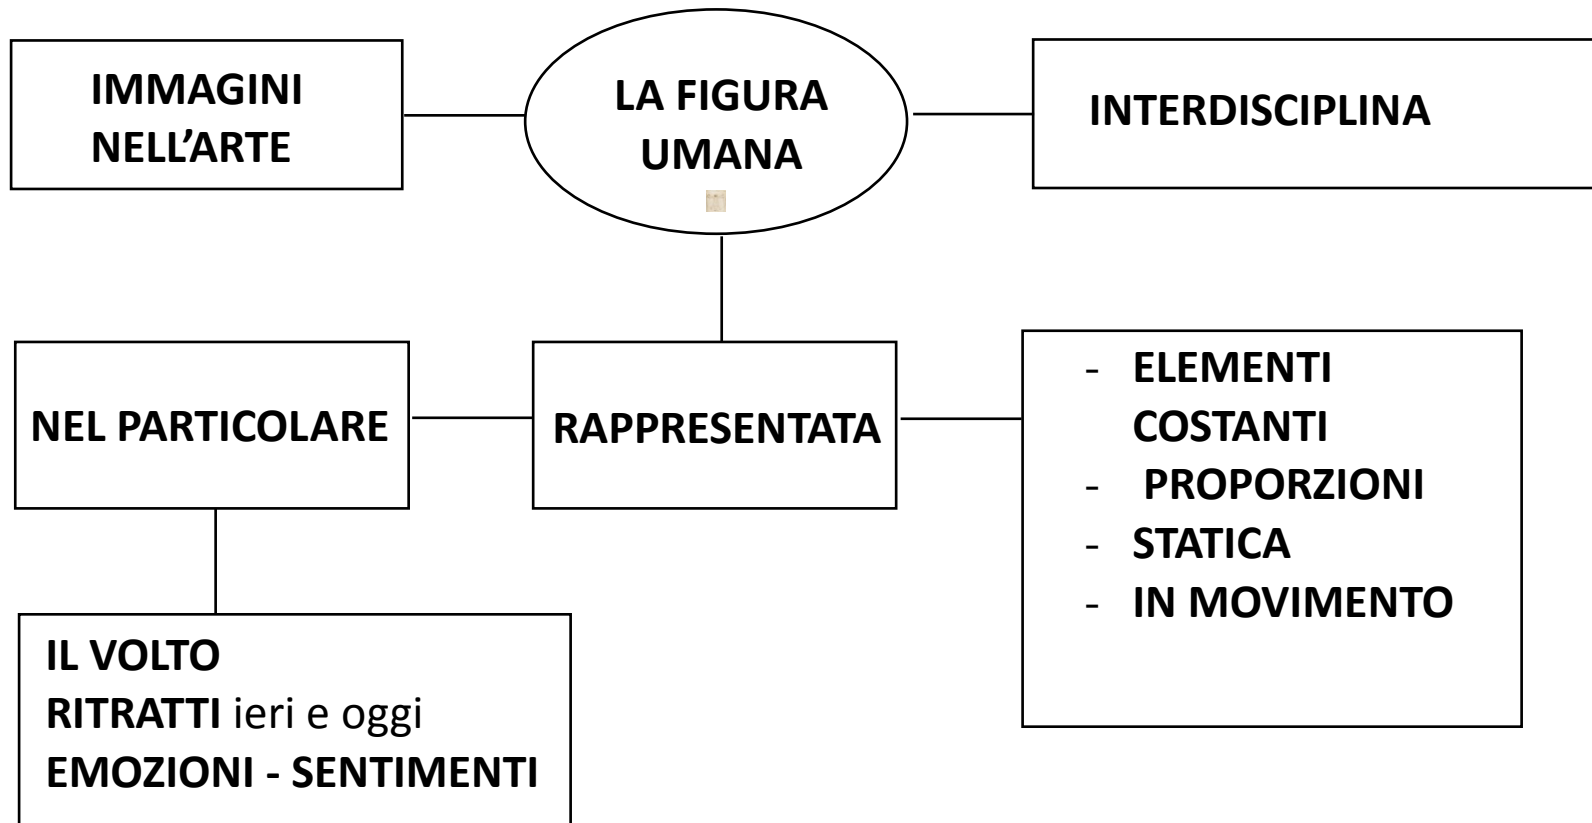 IMMAGINI
NELL’ARTE
LA FIGURA
UMANA
INTERDISCIPLINA
NEL PARTICOLARE
RAPPRESENTATA
- ELEMENTI
COSTANTI
- PROPORZIONI
- STATICA
- IN MOVIMENTO
IL VOLTO
RITRATTI ieri e oggi
EMOZIONI - SENTIMENTI